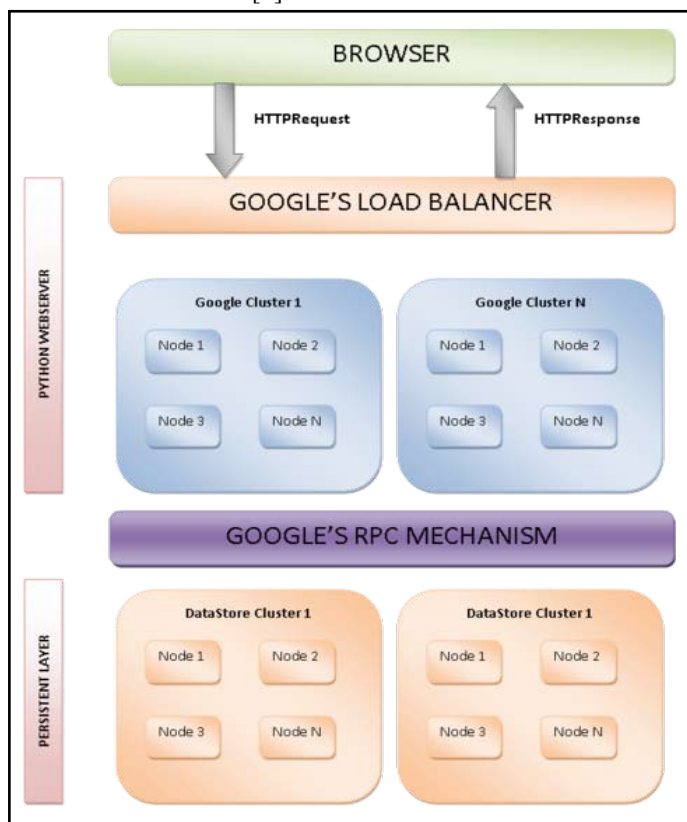 BROWSER
HTTPRequest
HTTPResponse
GOOGLE'S LOAD BALANCER
PYTHON WEBSERVER
Google Cluster 1
Google Cluster N
Node 1
Node 2
Node 1
Node 2
Node 3
Node N
Node 3
Node N
GOOGLE'S RPC MECHANISM
PERSISTENT LAYER
DataStore Cluster 1
DataStore Cluster 1
Node 1
Node 2
Node 1
Node 2
Node 3
Node N
Node 3
Node N